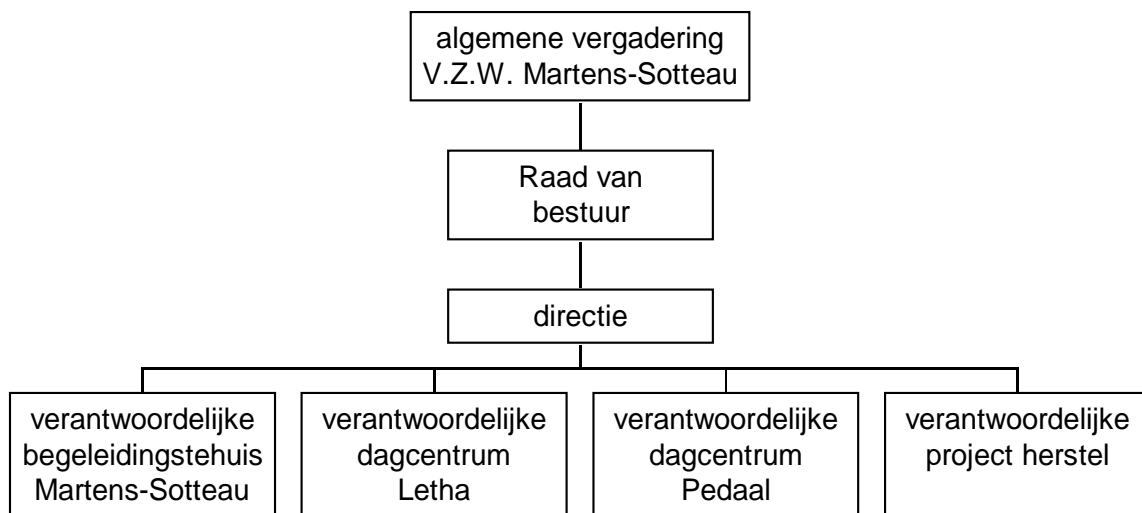 algemene vergadering
V.Z.W. Martens-Sotteau
Raad van
bestuur
directie
verantwoordelijke
begeleidingstehuis
Martens-Sotteau
verantwoordelijke
dagcentrum
Letha
verantwoordelijke
dagcentrum
Pedaal
verantwoordelijke
project herstel